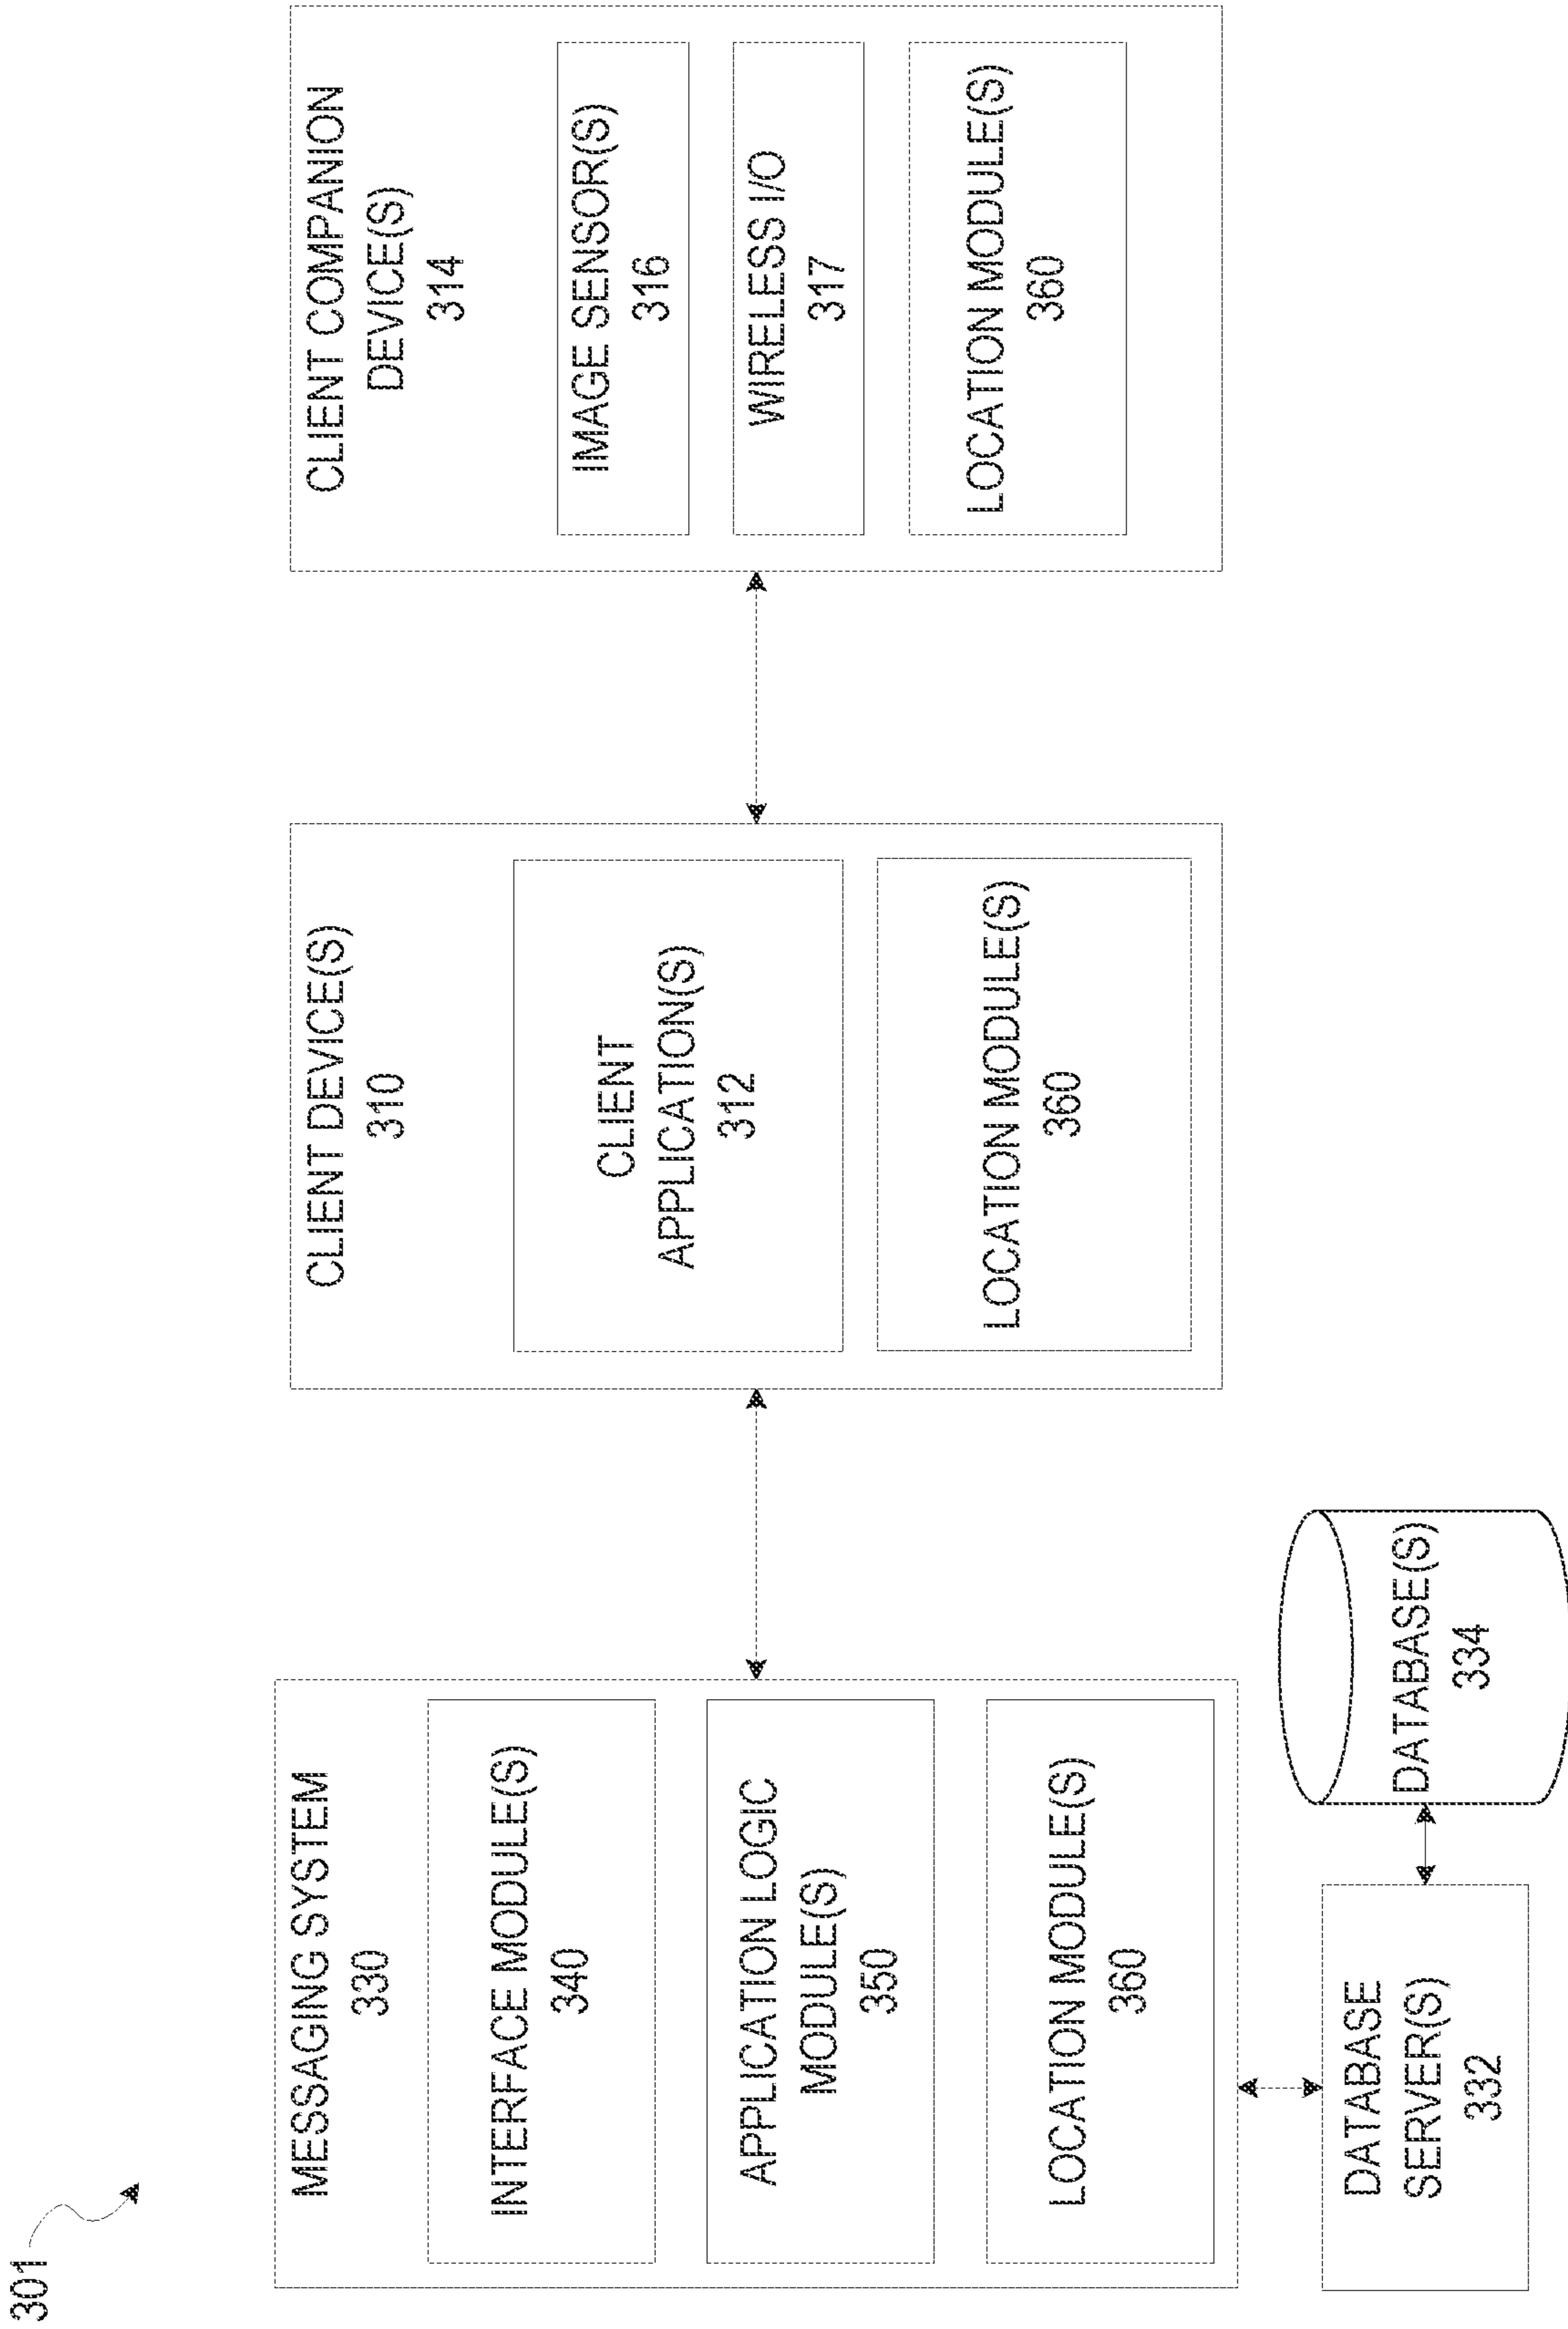 301
MESSAGING SYSTEM
330
INTERFACE MODULE(S)
340
APPLICATION LOGIC
MODULE(S)
350
LOCATION MODULE(S)
360
DATABASE
SERVER(S)
332
DATABASE(S)
334
CLIENT DEVICE(S)
310
CLIENT
APPLICATION(S)
312
LOCATION MODULE(S)
360
CLIENT COMPANION
DEVICE(S)
314
IMAGE SENSOR(S)
316
WIRELESS I/O
317
LOCATION MODULE(S)
360